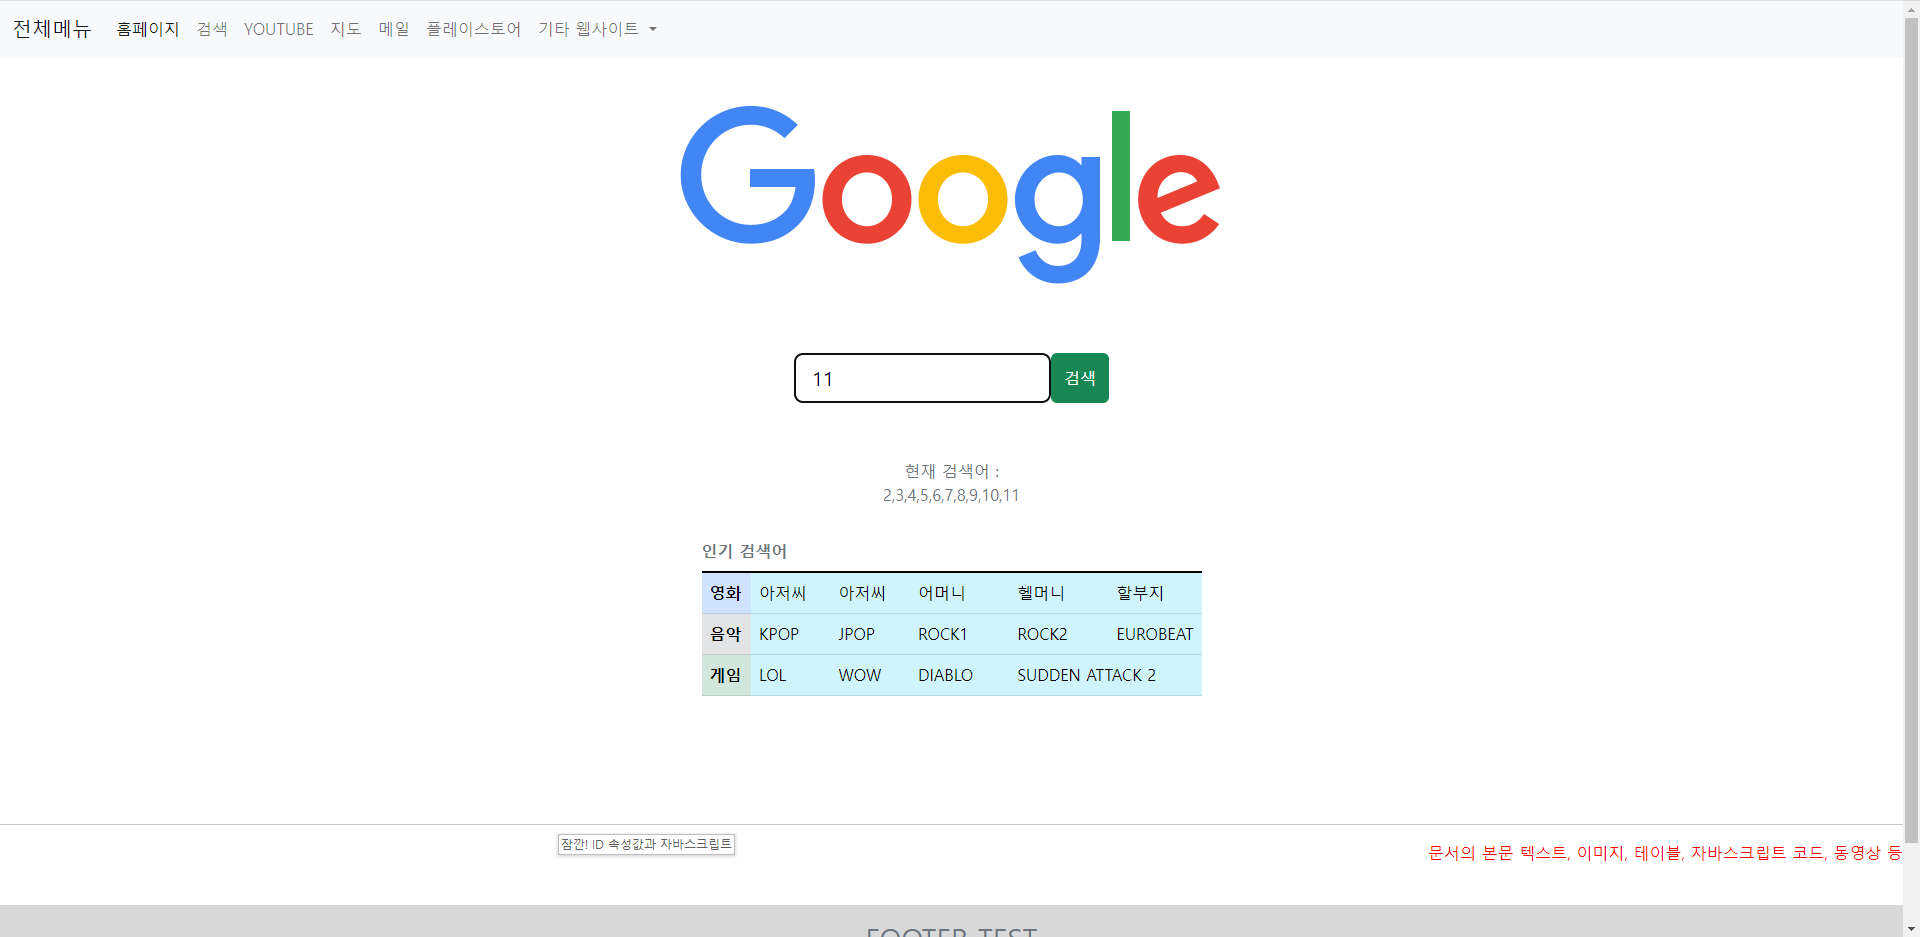 전체메뉴 홈페이지 검색 YOUTUBE 지도 메일 플레이스토어 기타 웹사이트
Google
11 검색
현재 검색어 :
2,3,4,5,6,7,8,9,10,11
인기 검색어
영화 아저씨 아저씨 어머니 헬머니 할부지
음악 KPOP JPOP ROCK1 ROCK2 EUROBEAT
게임 LOL WOW DIABLO SUDDEN ATTACK 2
잠깐! ID 속성값과 자바스크립트
문서의 본문 텍스트, 이미지, 테이블, 자바스크립트 코드, 동영상 등
FOOTER TEST